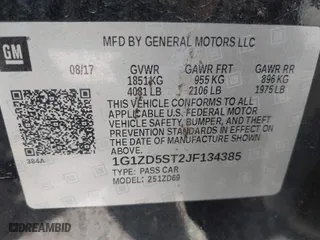 GM
MFD BY GENERAL MOTORS LLC
08/17 GVWR GAWR FRT GAWR RR
1851KG 955 KG 896 KG
4081 LB 2106 LB 1975 LB
THIS VEHICLE CONFORMS TO ALL APPLICABLE
U.S. FEDERAL MOTOR
VEHICLE SAFETY, BUMPER, AND THEFT
PREVENTION STANDARDS IN EFFECT ON THE DATE
OF MANUFACTURE SHOWN ABOVE.
384A
1G1ZD5ST2JF134385
TYPE: PASS CAR
MODEL: 2S1ZD69
DREAMBID